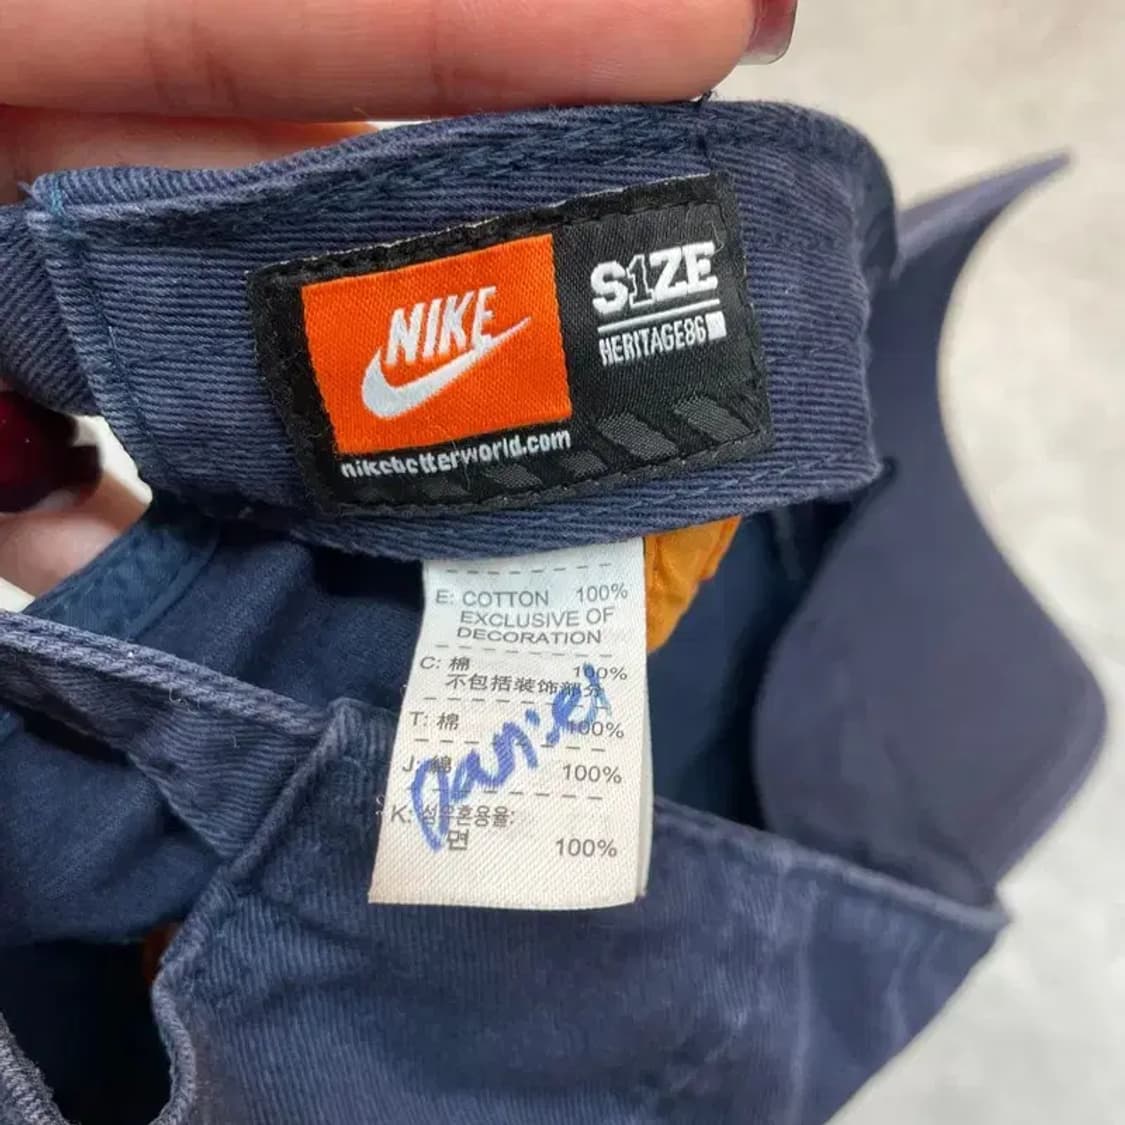 NIKE
nikebetterworld.com
S1ZE
HERITAGE86
E: COTTON 100%
EXCLUSIVE OF
DECORATION
C: 棉 100%
不包括装饰部分
T: 棉 100%
J: 綿 100%
K: 섬유혼용율:
면 100%
Daniel